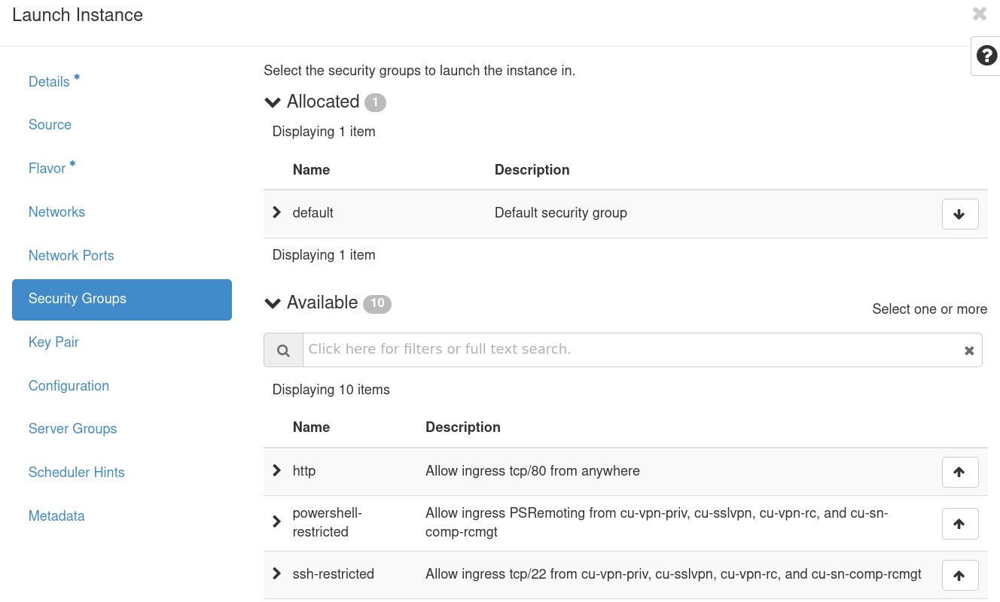 Launch Instance
Details *
Source
Flavor *
Networks
Network Ports
Security Groups
Key Pair
Configuration
Server Groups
Scheduler Hints
Metadata
Select the security groups to launch the instance in.
Allocated 1
Displaying 1 item
Name Description
default Default security group
Displaying 1 item
Available 10
Select one or more
Click here for filters or full text search.
Displaying 10 items
Name Description
http Allow ingress tcp/80 from anywhere
powershell-
restricted
Allow ingress PSRemoting from cu-vpn-priv, cu-sslvpn, cu-vpn-rc, and cu-sn-
comp-rcmgt
ssh-restricted Allow ingress tcp/22 from cu-vpn-priv, cu-sslvpn, cu-vpn-rc, and cu-sn-comp-rcmgt